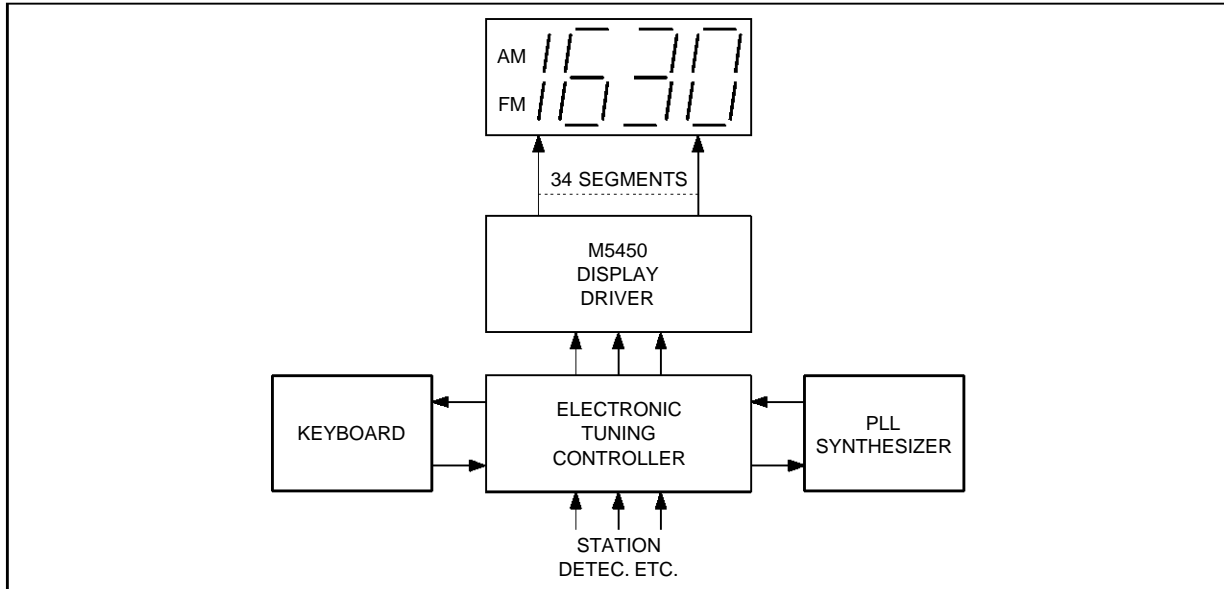 AM
FM
1630
34 SEGMENTS
M5450
DISPLAY
DRIVER
KEYBOARD
ELECTRONIC
TUNING
CONTROLLER
PLL
SYNTHESIZER
STATION
DETEC. ETC.